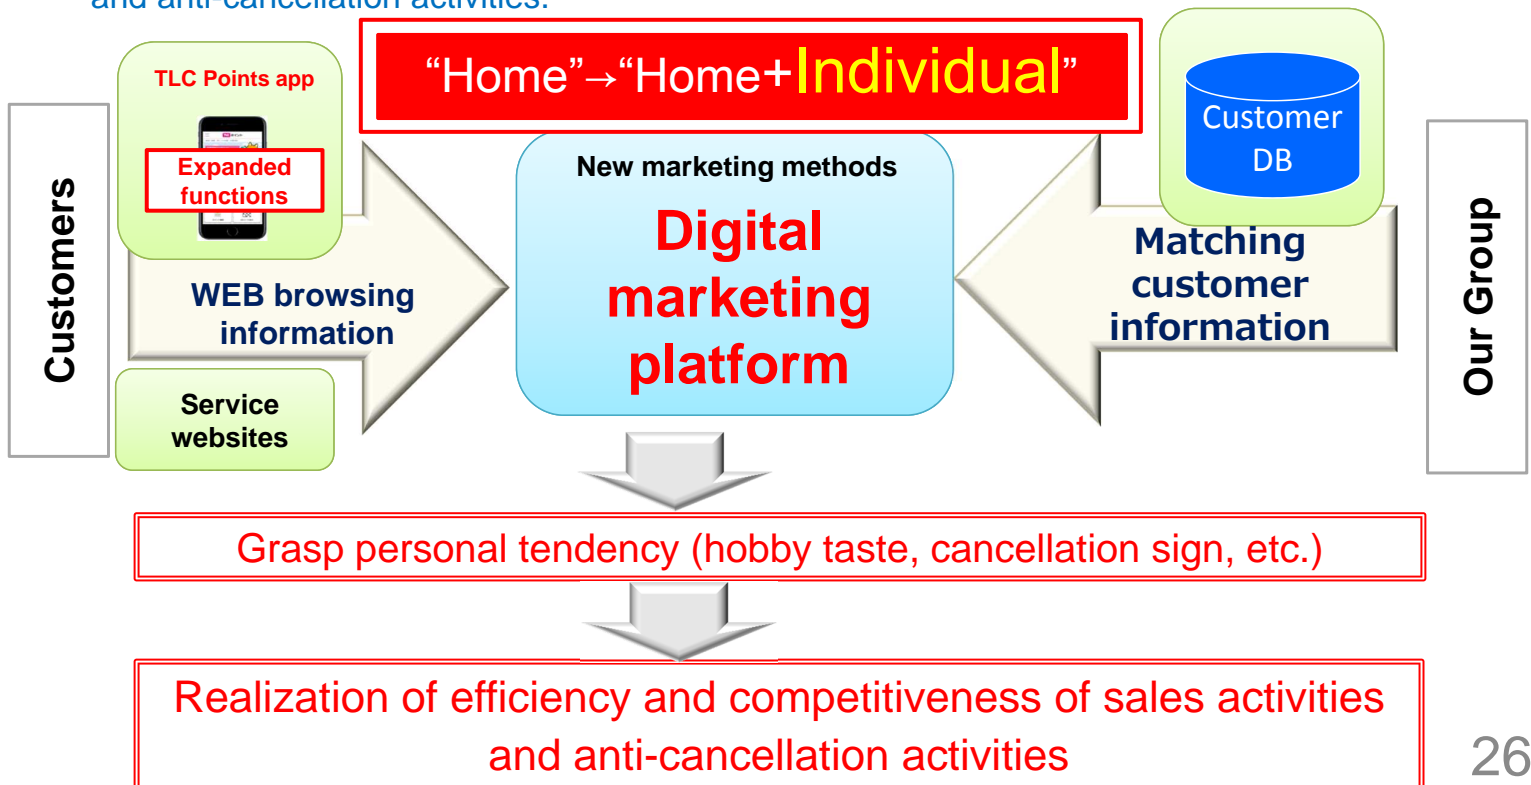 and anti-cancellation activities.
“Home”→“Home+Individual”
TLC Points app
Expanded
functions
Customers
WEB browsing
information
Service
websites
New marketing methods
Digital
marketing
platform
Customer
DB
Matching
customer
information
Our Group
Grasp personal tendency (hobby taste, cancellation sign, etc.)
Realization of efficiency and competitiveness of sales activities
and anti-cancellation activities
26